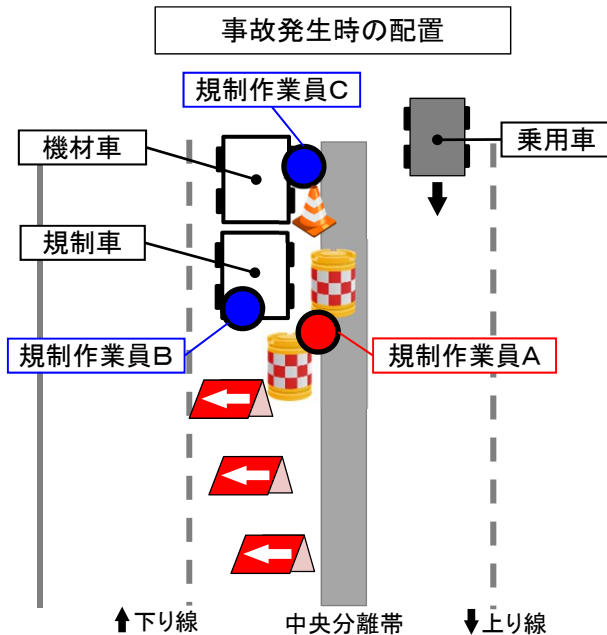 事故発生時の配置
規制作業員C
機材車
乗用車
規制車
規制作業員B
規制作業員A
下り線
中央分離帯
上り線